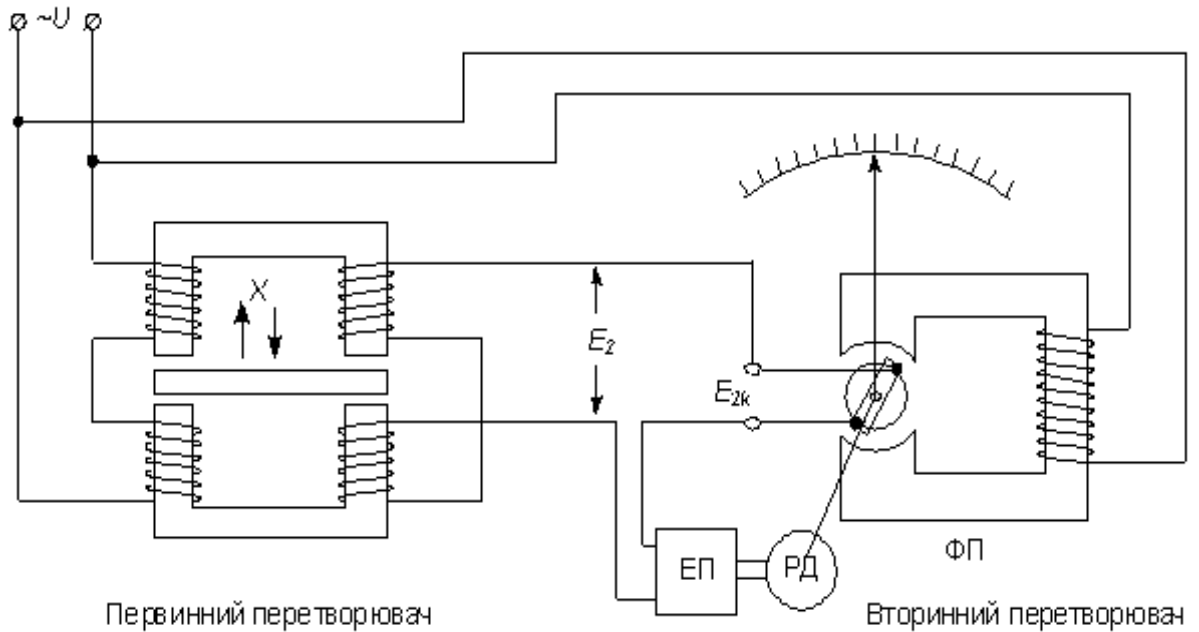 ~U
X
E2
E2k
ФП
ЕП
РД
Первинний перетворювач
Вторинний перетворювач